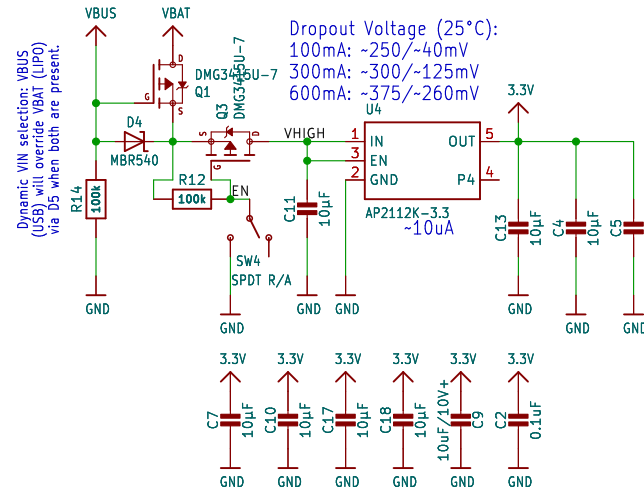 VBUS
VBAT
Dropout Voltage (25°C):
100mA: ~250/~40mV
300mA: ~300/~125mV
600mA: ~375/~260mV
Dynamic VIN selection: VBUS
(USB) will override VBAT (LIPO)
via D5 when both are present.
D
G
S
DMG3415U-7
Q1
DMG3415U-7
Q3
S
D
G
D4
MBR540
VHIGH
U4
1
IN
3
EN
2
GND
OUT
5
P4
4
AP2112K-3.3
~10uA
3.3V
R14
100k
R12
100k
EN
SW4
SPDT R/A
C11
10µF
C13
10µF
C4
10µF
C5
GND
GND
GND
GND
GND
GND
3.3V
3.3V
3.3V
3.3V
3.3V
3.3V
C7
10µF
C10
10µF
C17
10µF
C18
10µF
10uF/10V+
C9
C2
0.1uF
GND
GND
GND
GND
GND
GND